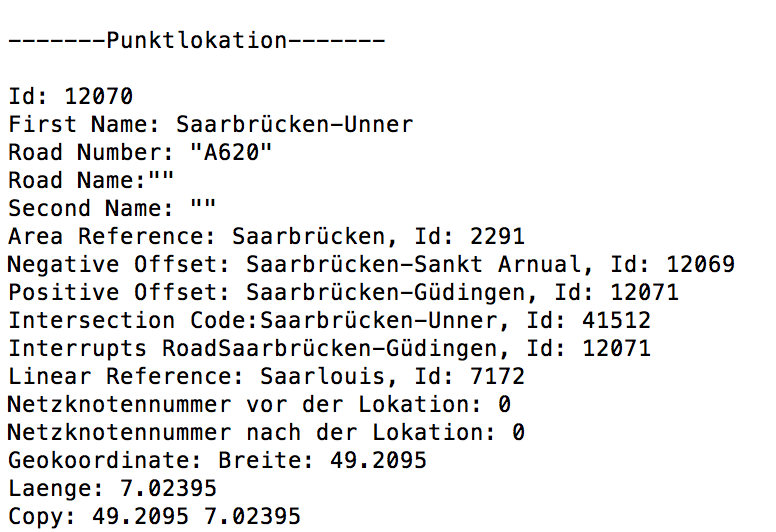 -------Punktlokation-------
Id: 12070
First Name: Saarbrücken-Unner
Road Number: "A620"
Road Name:""
Second Name: ""
Area Reference: Saarbrücken, Id: 2291
Negative Offset: Saarbrücken-Sankt Arnual, Id: 12069
Positive Offset: Saarbrücken-Güdingen, Id: 12071
Intersection Code:Saarbrücken-Unner, Id: 41512
Interrupts RoadSaarbrücken-Güdingen, Id: 12071
Linear Reference: Saarlouis, Id: 7172
Netzknotennummer vor der Lokation: 0
Netzknotennummer nach der Lokation: 0
Geokoordinate: Breite: 49.2095
Laenge: 7.02395
Copy: 49.2095 7.02395